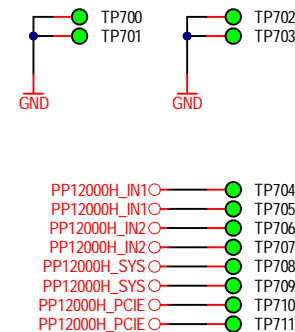 TP700 TP702
TP701 TP703
GND GND
PP12000H_IN1 TP704
PP12000H_IN1 TP705
PP12000H_IN2 TP706
PP12000H_IN2 TP707
PP12000H_SYS TP708
PP12000H_SYS TP709
PP12000H_PCIE TP710
PP12000H_PCIE TP711